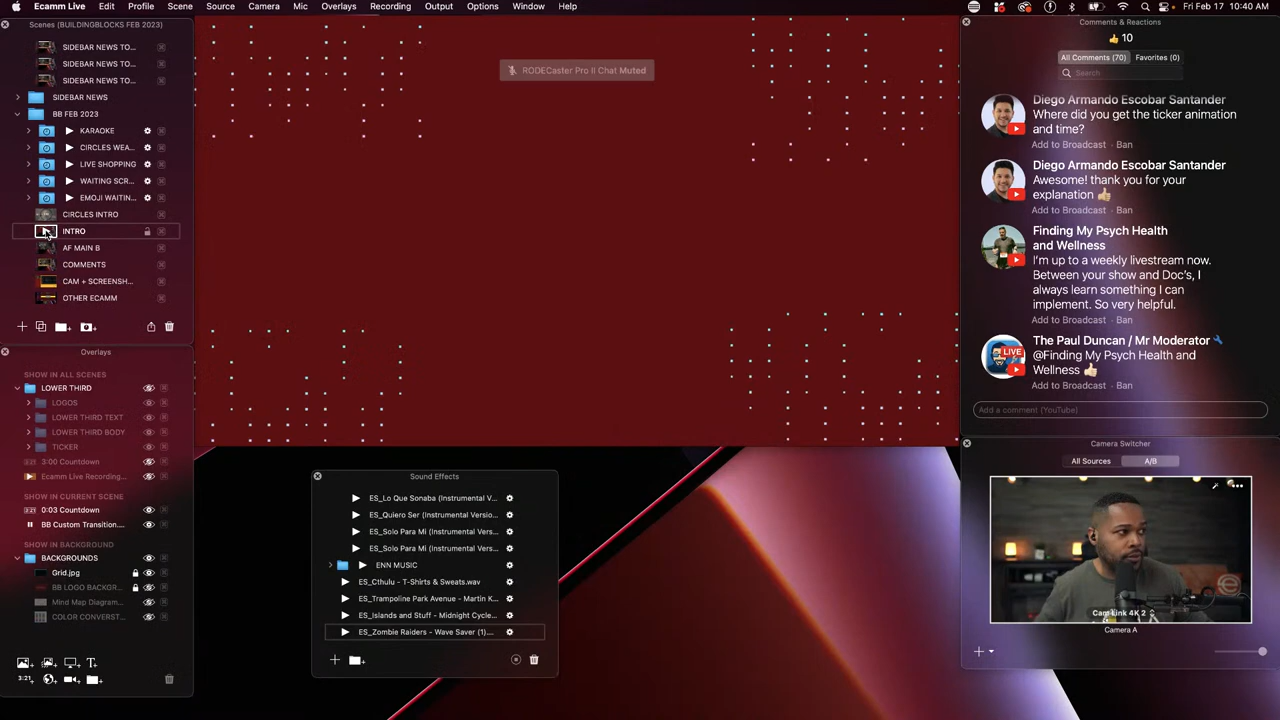 Ecamm Live Edit Profile Scene Source Camera Mic Overlays Recording Output Options Window Help
Fri Feb 17 10:40 AM
Scenes (BUILDINGBLOCKS FEB 2023)
SIDEBAR NEWS TO...
SIDEBAR NEWS TO...
SIDEBAR NEWS TO...
SIDEBAR NEWS
BB FEB 2023
KARAOKE
CIRCLES WEA...
LIVE SHOPPING
WAITING SCR...
EMOJI WAITIN...
CIRCLES INTRO
INTRO
AF MAIN B
COMMENTS
CAM + SCREENSH...
OTHER ECAMM
Overlays
SHOW IN ALL SCENES
LOWER THIRD
LOGOS
LOWER THIRD TEXT
LOWER THIRD BODY
TICKER
3:00 Countdown
Ecamm Live Recording...
SHOW IN CURRENT SCENE
0:03 Countdown
BB Custom Transition....
SHOW IN BACKGROUND
BACKGROUNDS
Grid.jpg
BB LOGO BACKGR...
Mind Map Diagram...
COLOR CONVERST...
3:21+
RODECaster Pro II Chat Muted
Sound Effects
ES_Lo Que Sonaba (Instrumental V...
ES_Quiero Ser (Instrumental Versio...
ES_Solo Para Mi (Instrumental Vers...
ES_Solo Para Mi (Instrumental Vers...
ENN MUSIC
ES_Cthulu - T-Shirts & Sweats.wav
ES_Trampoline Park Avenue - Martin K...
ES_Islands and Stuff - Midnight Cycle...
ES_Zombie Raiders - Wave Saver (1)....
Comments & Reactions
👍 10
All Comments (70) Favorites (0)
Search
Diego Armando Escobar Santander
Where did you get the ticker animation
and time?
Add to Broadcast · Ban
Diego Armando Escobar Santander
Awesome! thank you for your
explanation 👍🏼
Add to Broadcast · Ban
Finding My Psych Health
and Wellness
I'm up to a weekly livestream now.
Between your show and Doc's, I
always learn something I can
implement. So very helpful.
Add to Broadcast · Ban
LIVE
The Paul Duncan / Mr Moderator
@Finding My Psych Health and
Wellness 👍🏼
Add to Broadcast · Ban
Add a comment (YouTube)
Camera Switcher
All Sources A/B
Cam Link 4K 2
Camera A